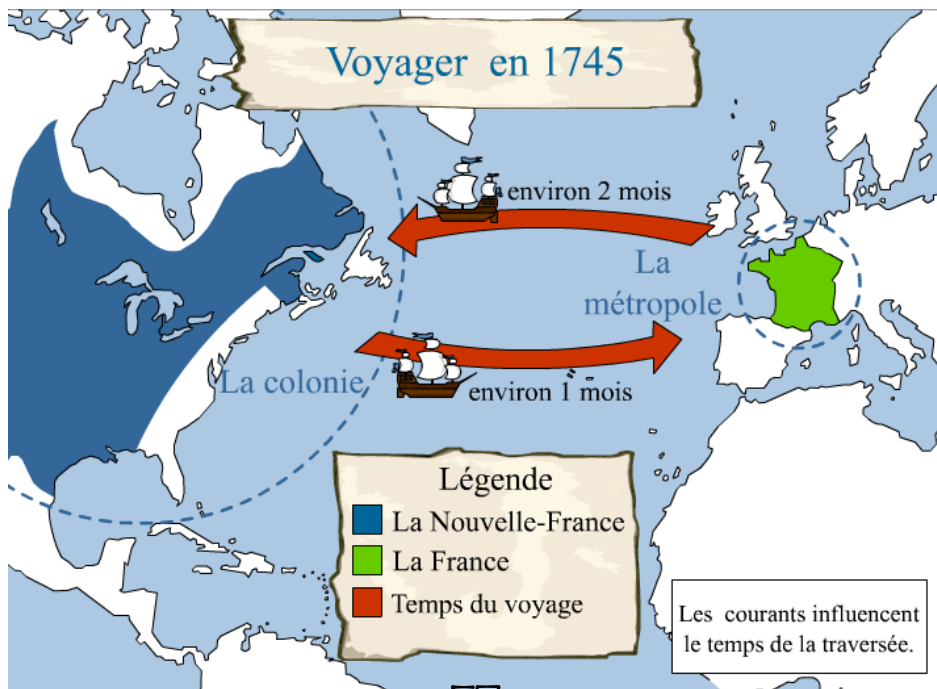 Voyager en 1745
environ 2 mois
La
métropole
La colonie
environ 1 mois
Légende
La Nouvelle-France
La France
Temps du voyage
Les courants influencent
le temps de la traversée.